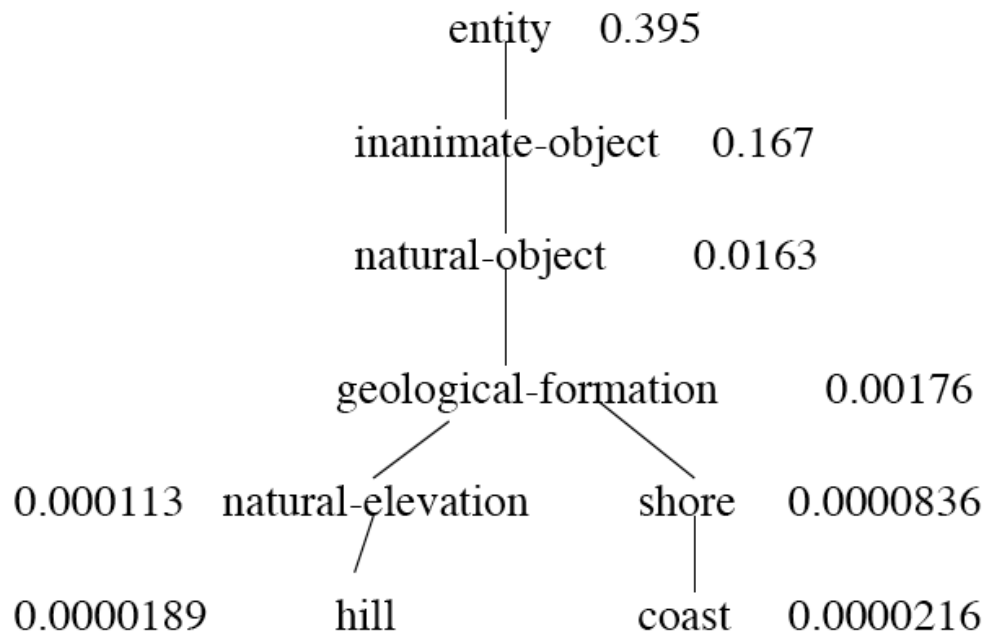 entity 0.395
inanimate-object 0.167
natural-object 0.0163
geological-formation 0.00176
0.000113 natural-elevation shore 0.0000836
0.0000189 hill coast 0.0000216